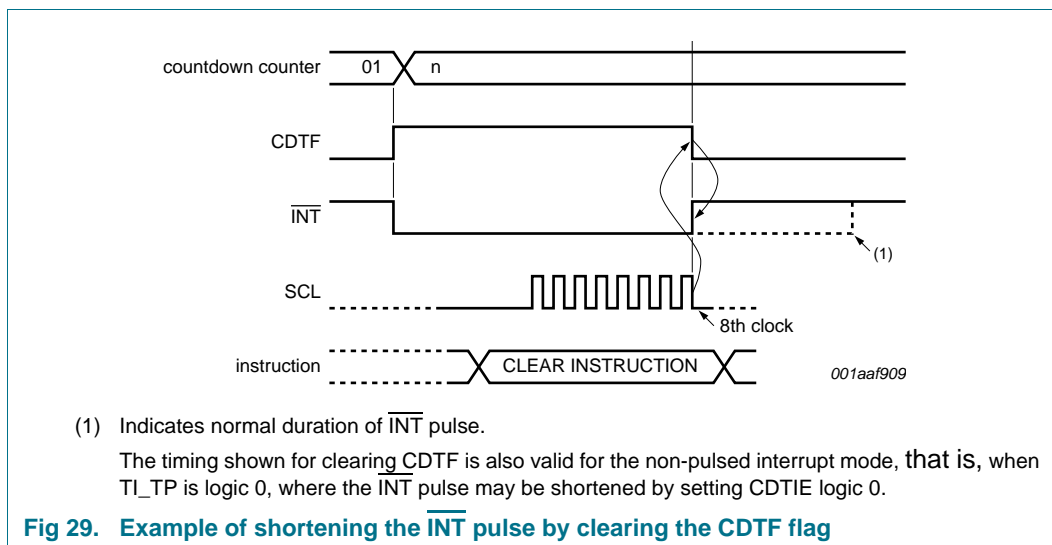 countdown counter 01 n
CDTF
INT
(1)
SCL
8th clock
instruction CLEAR INSTRUCTION
001aaf909
(1) Indicates normal duration of INT pulse.
The timing shown for clearing CDTF is also valid for the non-pulsed interrupt mode, that is, when
TI_TP is logic 0, where the INT pulse may be shortened by setting CDTIE logic 0.
Fig 29. Example of shortening the INT pulse by clearing the CDTF flag